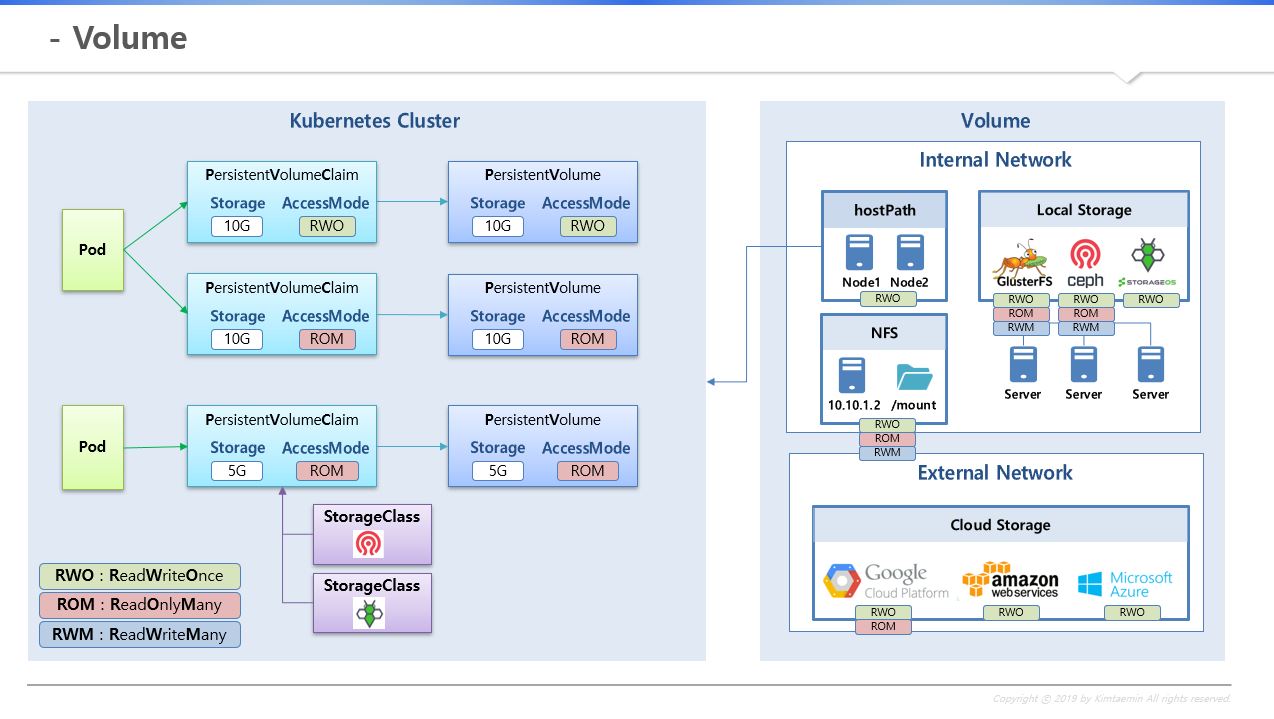 - Volume
Kubernetes Cluster
Pod
PersistentVolumeClaim
Storage AccessMode
10G RWO
PersistentVolume
Storage AccessMode
10G RWO
PersistentVolumeClaim
Storage AccessMode
10G ROM
PersistentVolume
Storage AccessMode
10G ROM
Pod
PersistentVolumeClaim
Storage AccessMode
5G ROM
PersistentVolume
Storage AccessMode
5G ROM
StorageClass
StorageClass
RWO : ReadWriteOnce
ROM : ReadOnlyMany
RWM : ReadWriteMany
Volume
Internal Network
hostPath
Node1 Node2
RWO
Local Storage
GlusterFS ceph STORAGEOS
RWO RWO RWO
ROM ROM
RWM RWM
Server Server Server
NFS
10.10.1.2 /mount
RWO
ROM
RWM
External Network
Cloud Storage
Google
Cloud Platform
amazon
webservices
Microsoft
Azure
RWO RWO RWO
ROM
Copyright ⓒ 2019 by Kimtaemin All rights reserved.